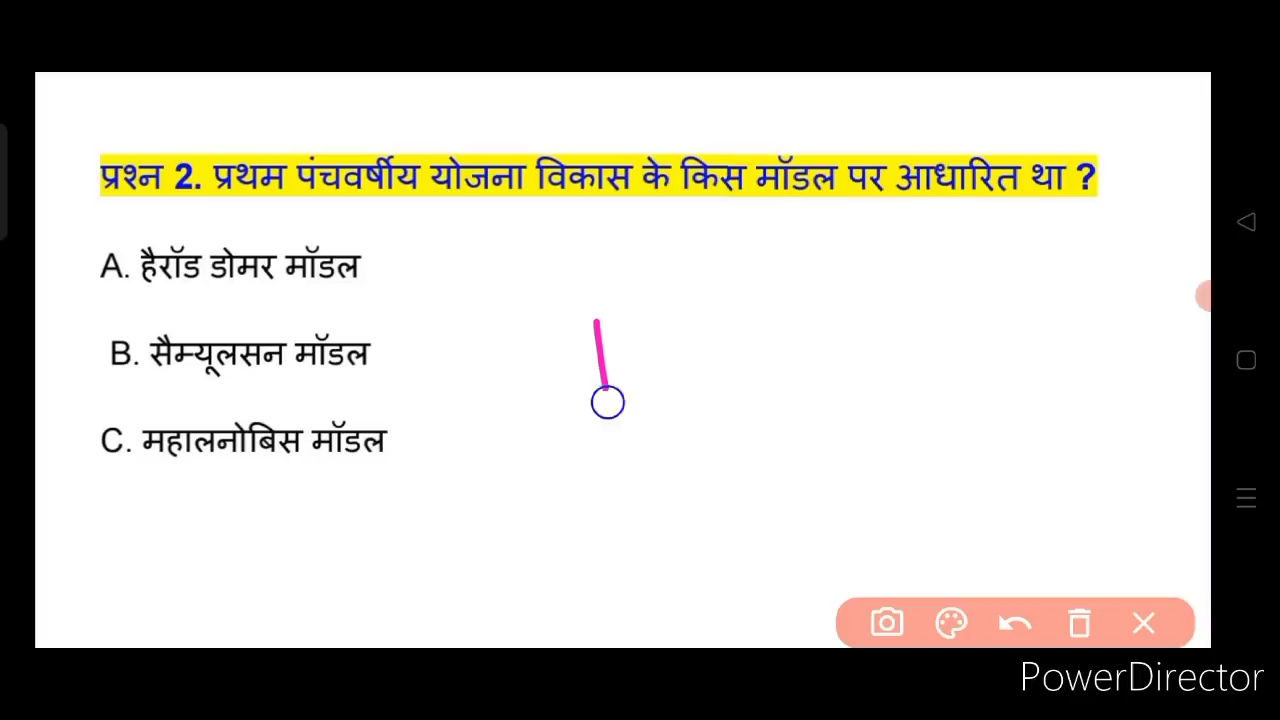 प्रश्न 2. प्रथम पंचवर्षीय योजना विकास के किस मॉडल पर आधारित था ?
A. हैरॉड डोमर मॉडल
B. सैम्यूलसन मॉडल
C. महालनोबिस मॉडल
PowerDirector